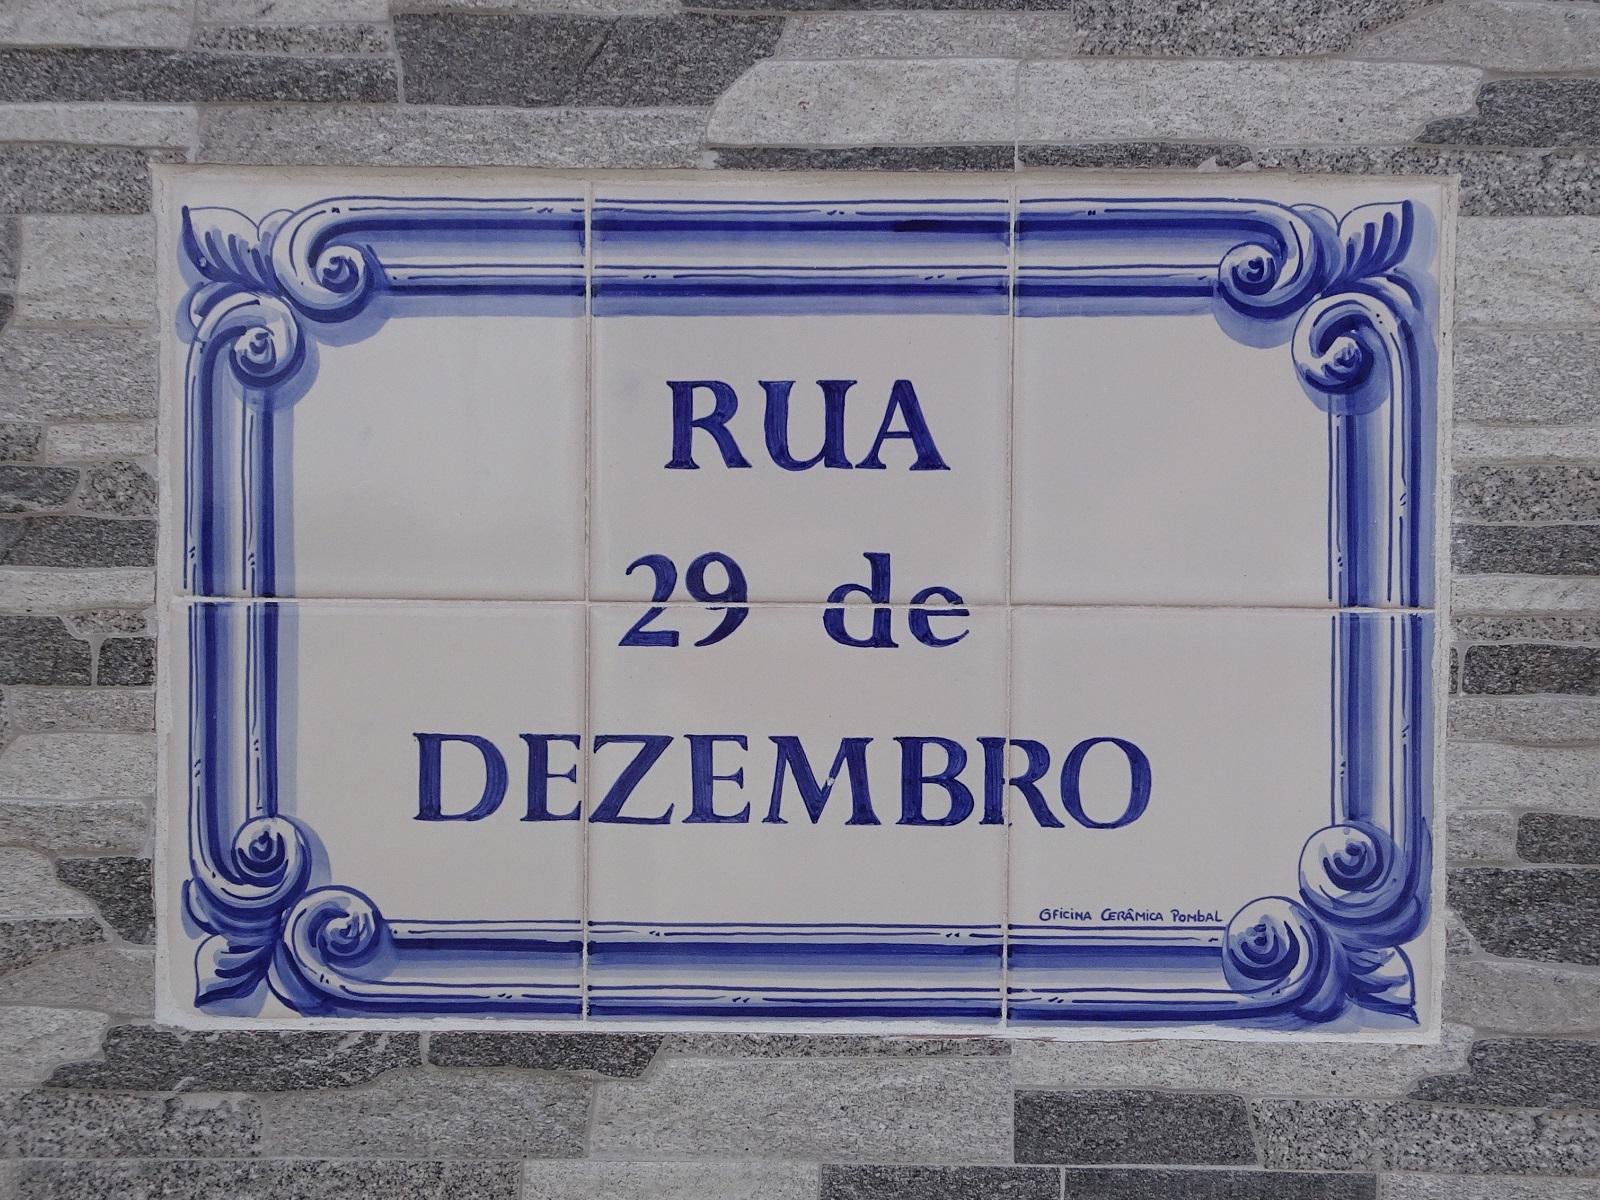 RUA
29 de
DEZEMBRO
OFICINA CERÂMICA POMBAL